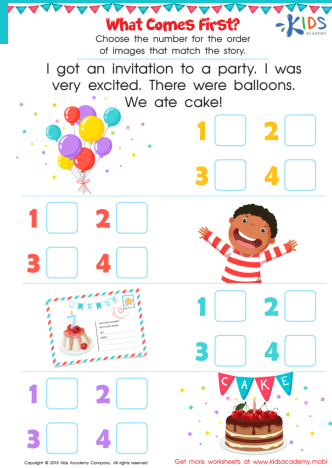 What Comes First?
KIDS
ACADEMY
Choose the number for the order
of images that match the story.
I got an invitation to a party. I was
very excited. There were balloons.
We ate cake!
1 2
3 4
1 2
3 4
1 2
3 4
1 2
3 4
CAKE
Copyright © 2018 Kids Academy Company. All rights reserved
Get more worksheets at www.kidsacademy.mobi